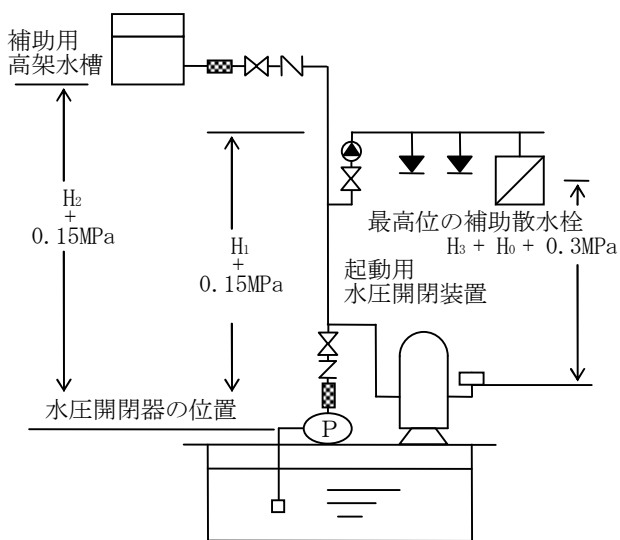 補助用
高架水槽
H₂
+
0.15MPa
H₁
+
0.15MPa
最高位の補助散水栓
H₃ + H₀ + 0.3MPa
起動用
水圧開閉装置
水圧開閉器の位置
P